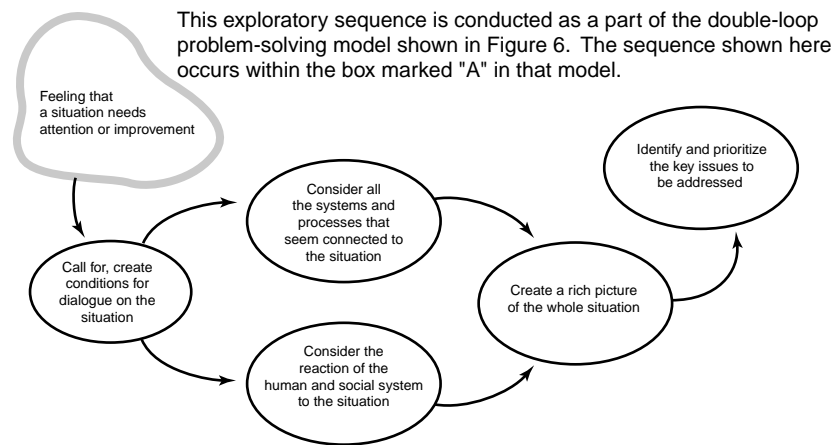 This exploratory sequence is conducted as a part of the double-loop
problem-solving model shown in Figure 6.  The sequence shown here
occurs within the box marked "A" in that model.
Feeling that
a situation needs
attention or improvement
Call for, create
conditions for
dialogue on the
situation
Consider all
the systems and
processes that
seem connected to
the situation
Consider the
reaction of the
human and social system
to the situation
Create a rich picture
of the whole situation
Identify and prioritize
the key issues to
be addressed